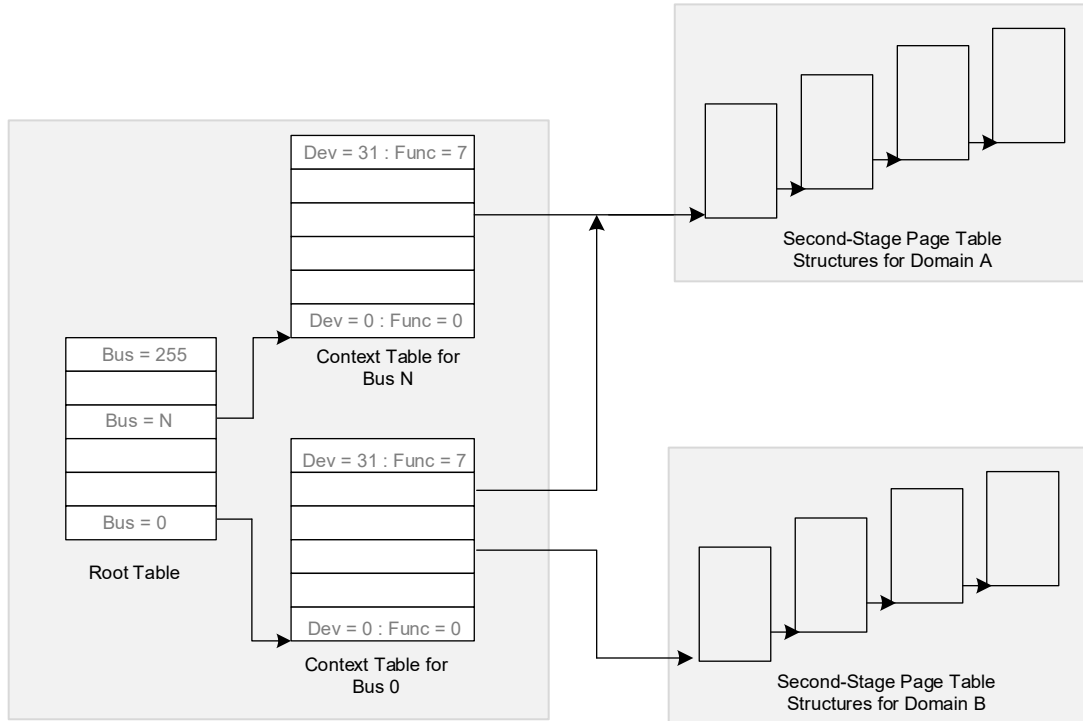 Bus = 255
Bus = N
Bus = 0
Root Table
Dev = 31 : Func = 7
Dev = 0 : Func = 0
Context Table for
Bus N
Dev = 31 : Func = 7
Dev = 0 : Func = 0
Context Table for
Bus 0
Second-Stage Page Table
Structures for Domain A
Second-Stage Page Table
Structures for Domain B